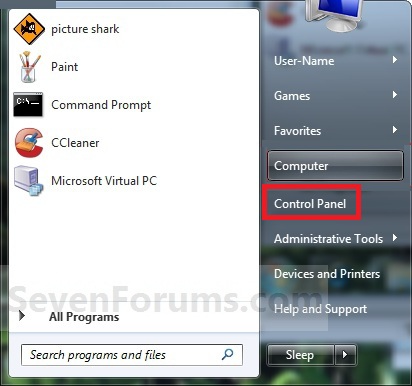 picture shark
Paint
Command Prompt
CCleaner
Microsoft Virtual PC
All Programs
Search programs and files
User-Name
Games
Favorites
Computer
Control Panel
Administrative Tools
Devices and Printers
Help and Support
Sleep
SevenForums.com
C:\